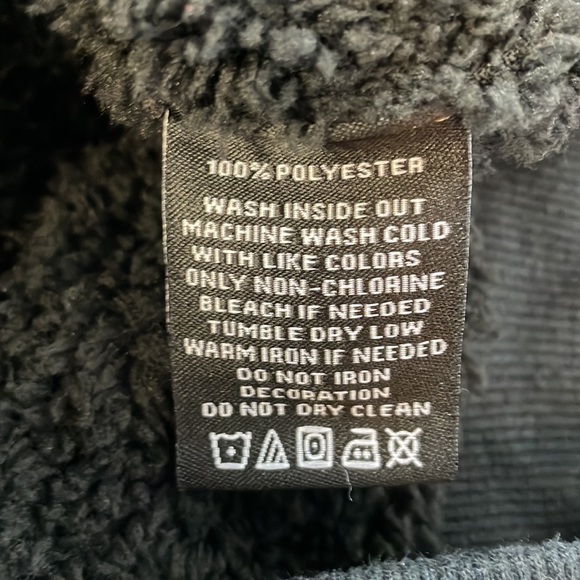 100% POLYESTER
WASH INSIDE OUT
MACHINE WASH COLD
WITH LIKE COLORS
ONLY NON-CHLORINE
BLEACH IF NEEDED
TUMBLE DRY LOW
WARM IRON IF NEEDED
DO NOT IRON
DECORATION
DO NOT DRY CLEAN